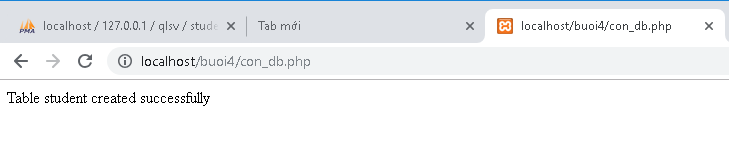 PMA
localhost / 127.0.0.1 / qlsv / stude
Tab mới
localhost/buoi4/con_db.php
localhost/buoi4/con_db.php
Table student created successfully